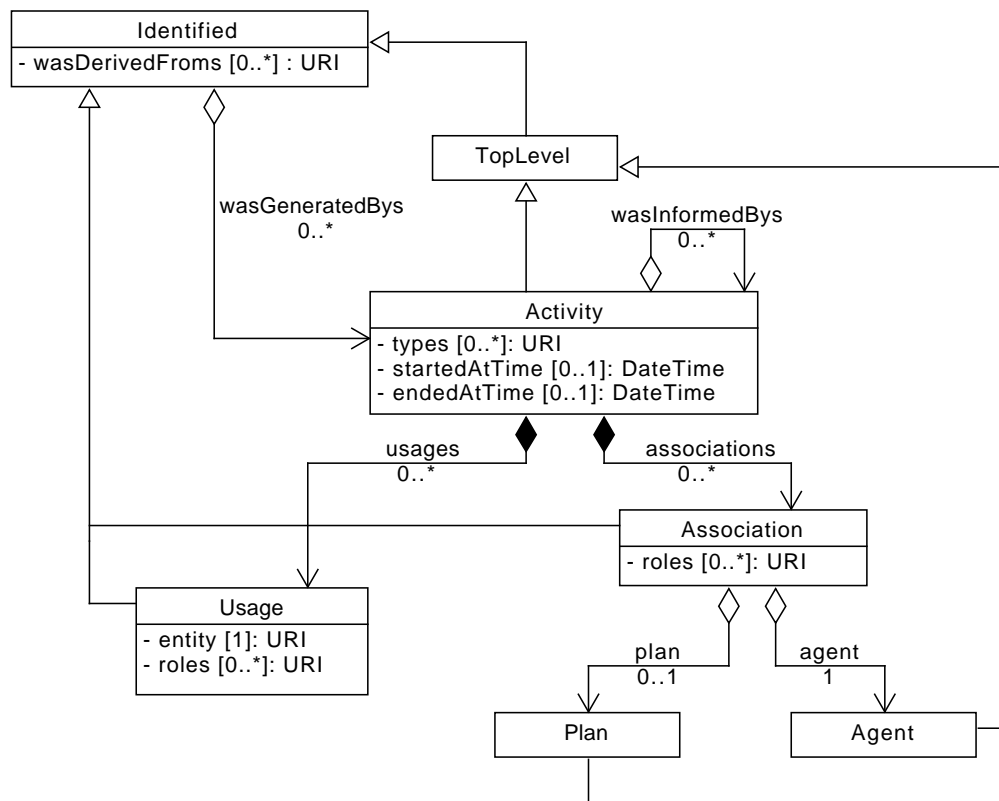 Identified
- wasDerivedFroms [0..*] : URI
TopLevel
wasGeneratedBys
0..*
wasInformedBys
0..*
Activity
- types [0..*]: URI
- startedAtTime [0..1]: DateTime
- endedAtTime [0..1]: DateTime
usages
0..*
associations
0..*
Association
- roles [0..*]: URI
Usage
- entity [1]: URI
- roles [0..*]: URI
plan
0..1
agent
1
Plan
Agent